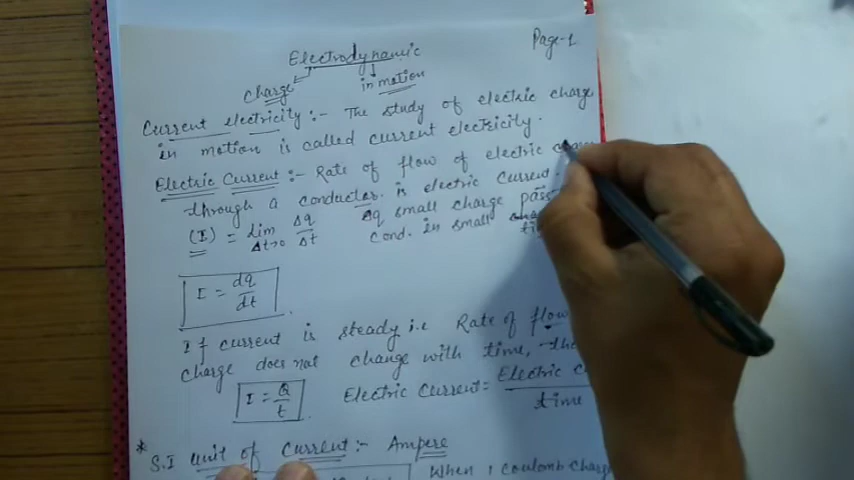 Electrodynamic
Page-1
charge
in motion
Current electricity :- The study of electric charge
in motion is called current electricity.
Electric Current :- Rate of flow of electric
through a conductor is electric current.
(I) = lim Δt→0 Δq/Δt
Δq small charge pass
cond. in small
I = dq/dt
If current is steady i.e Rate of flow
charge does not change with time,
I = Q/t
Electric Current = Electric / time
* S.I unit of Current :- Ampere
When 1 coulomb charge